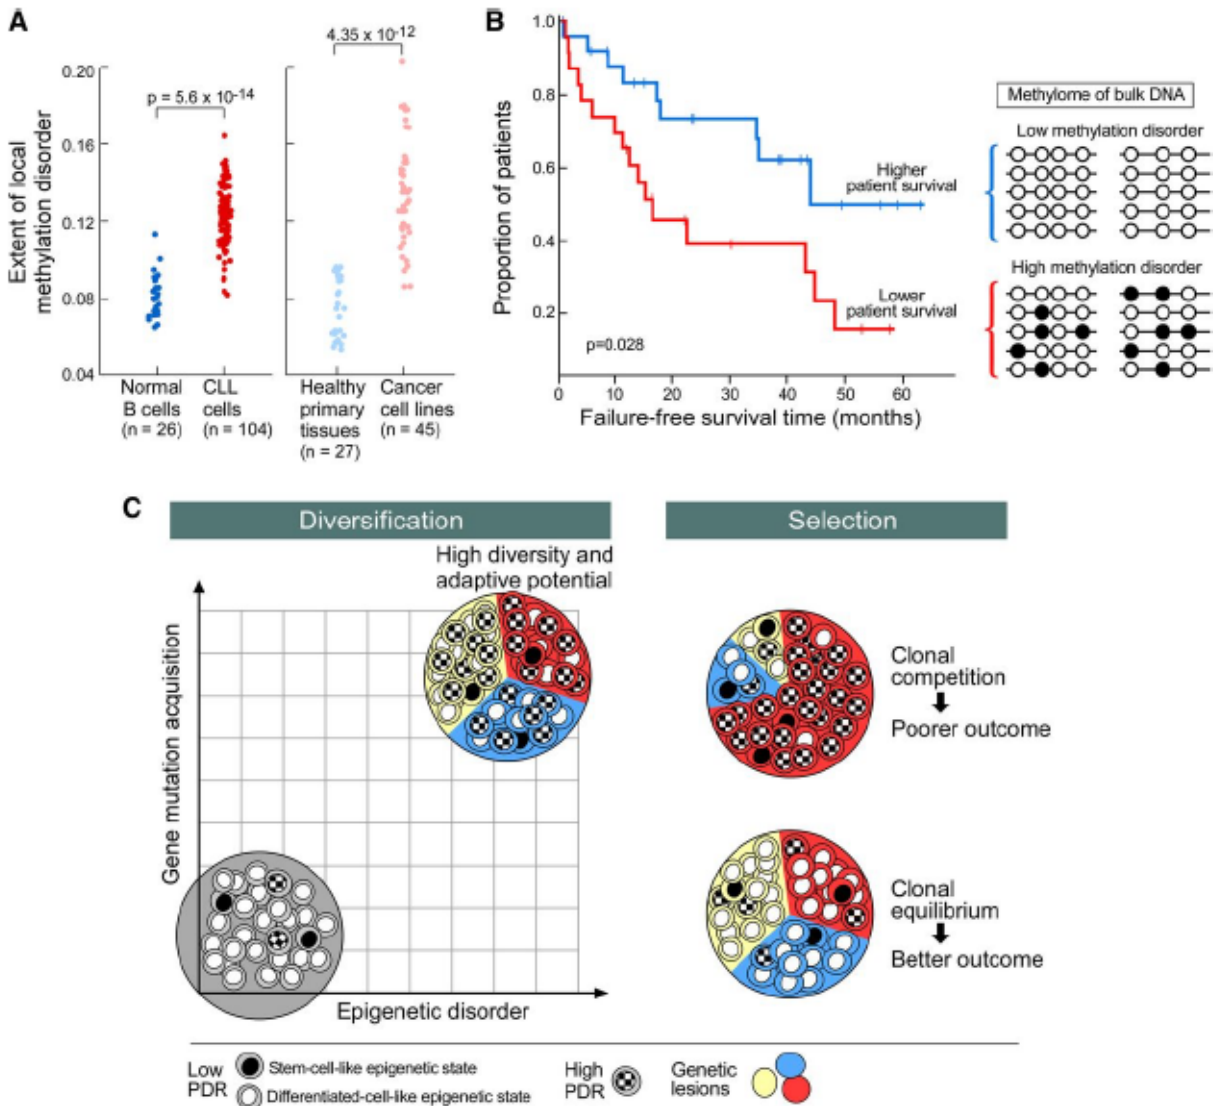 A
4.35 x 10-12
p = 5.6 x 10-14
0.20
0.16
0.12
0.08
0.04
Extent of local
methylation disorder
Normal
B cells
(n = 26)
CLL
cells
(n = 104)
Healthy
primary
tissues
(n = 27)
Cancer
cell lines
(n = 45)
B
1.0
0.8
0.6
0.4
0.2
Proportion of patients
Higher
patient survival
Lower
patient survival
p=0.028
0 10 20 30 40 50 60
Failure-free survival time (months)
Methylome of bulk DNA
Low methylation disorder
High methylation disorder
C
Diversification
High diversity and
adaptive potential
Gene mutation acquisition
Epigenetic disorder
Selection
Clonal
competition
Poorer outcome
Clonal
equilibrium
Better outcome
Low
PDR
Stem-cell-like epigenetic state
Differentiated-cell-like epigenetic state
High
PDR
Genetic
lesions